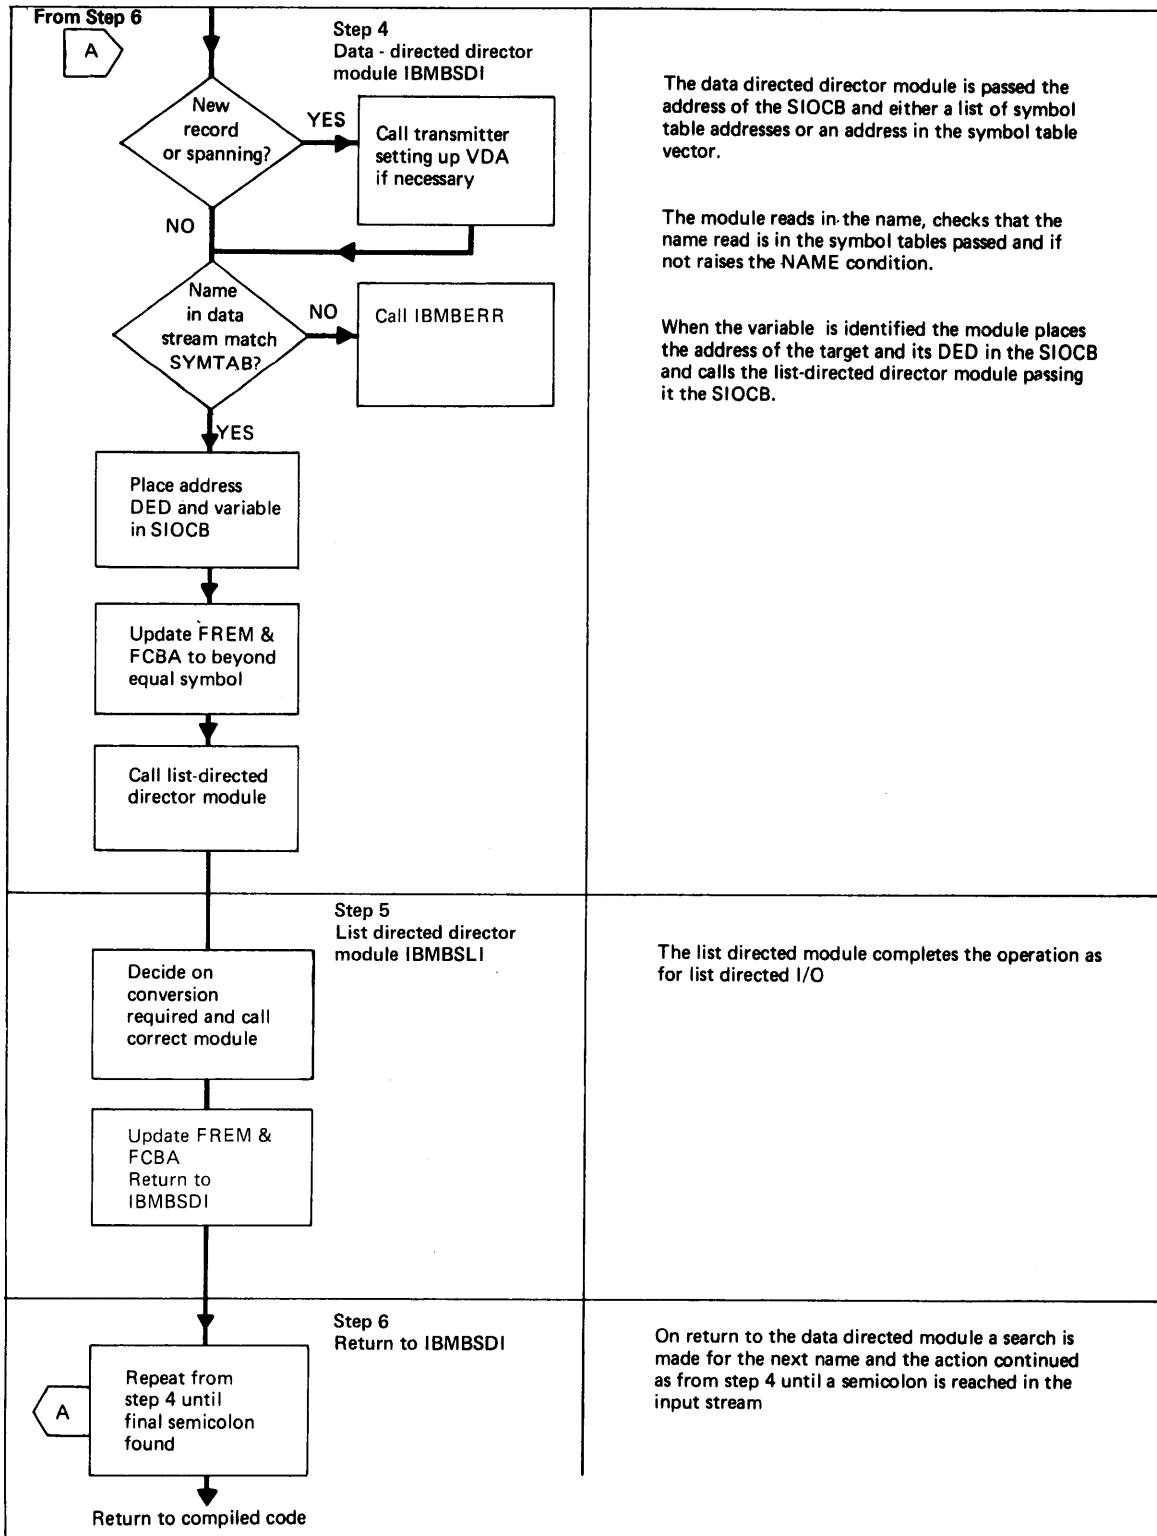 From Step 6
A
Step 4
Data - directed director
module IBMBSDI
New
record
or spanning?
YES
Call transmitter
setting up VDA
if necessary
NO
Name
in data
stream match
SYMTAB?
NO
Call IBMBERR
YES
Place address
DED and variable
in SIOCB
Update FREM &
FCBA to beyond
equal symbol
Call list-directed
director module
The data directed director module is passed the
address of the SIOCB and either a list of symbol
table addresses or an address in the symbol table
vector.
The module reads in the name, checks that the
name read is in the symbol tables passed and if
not raises the NAME condition.
When the variable is identified the module places
the address of the target and its DED in the SIOCB
and calls the list-directed director module passing
it the SIOCB.
Step 5
List directed director
module IBMBSLI
Decide on
conversion
required and call
correct module
Update FREM &
FCBA
Return to
IBMBSDI
The list directed module completes the operation as
for list directed I/O
Step 6
Return to IBMBSDI
A
Repeat from
step 4 until
final semicolon
found
Return to compiled code
On return to the data directed module a search is
made for the next name and the action continued
as from step 4 until a semicolon is reached in the
input stream